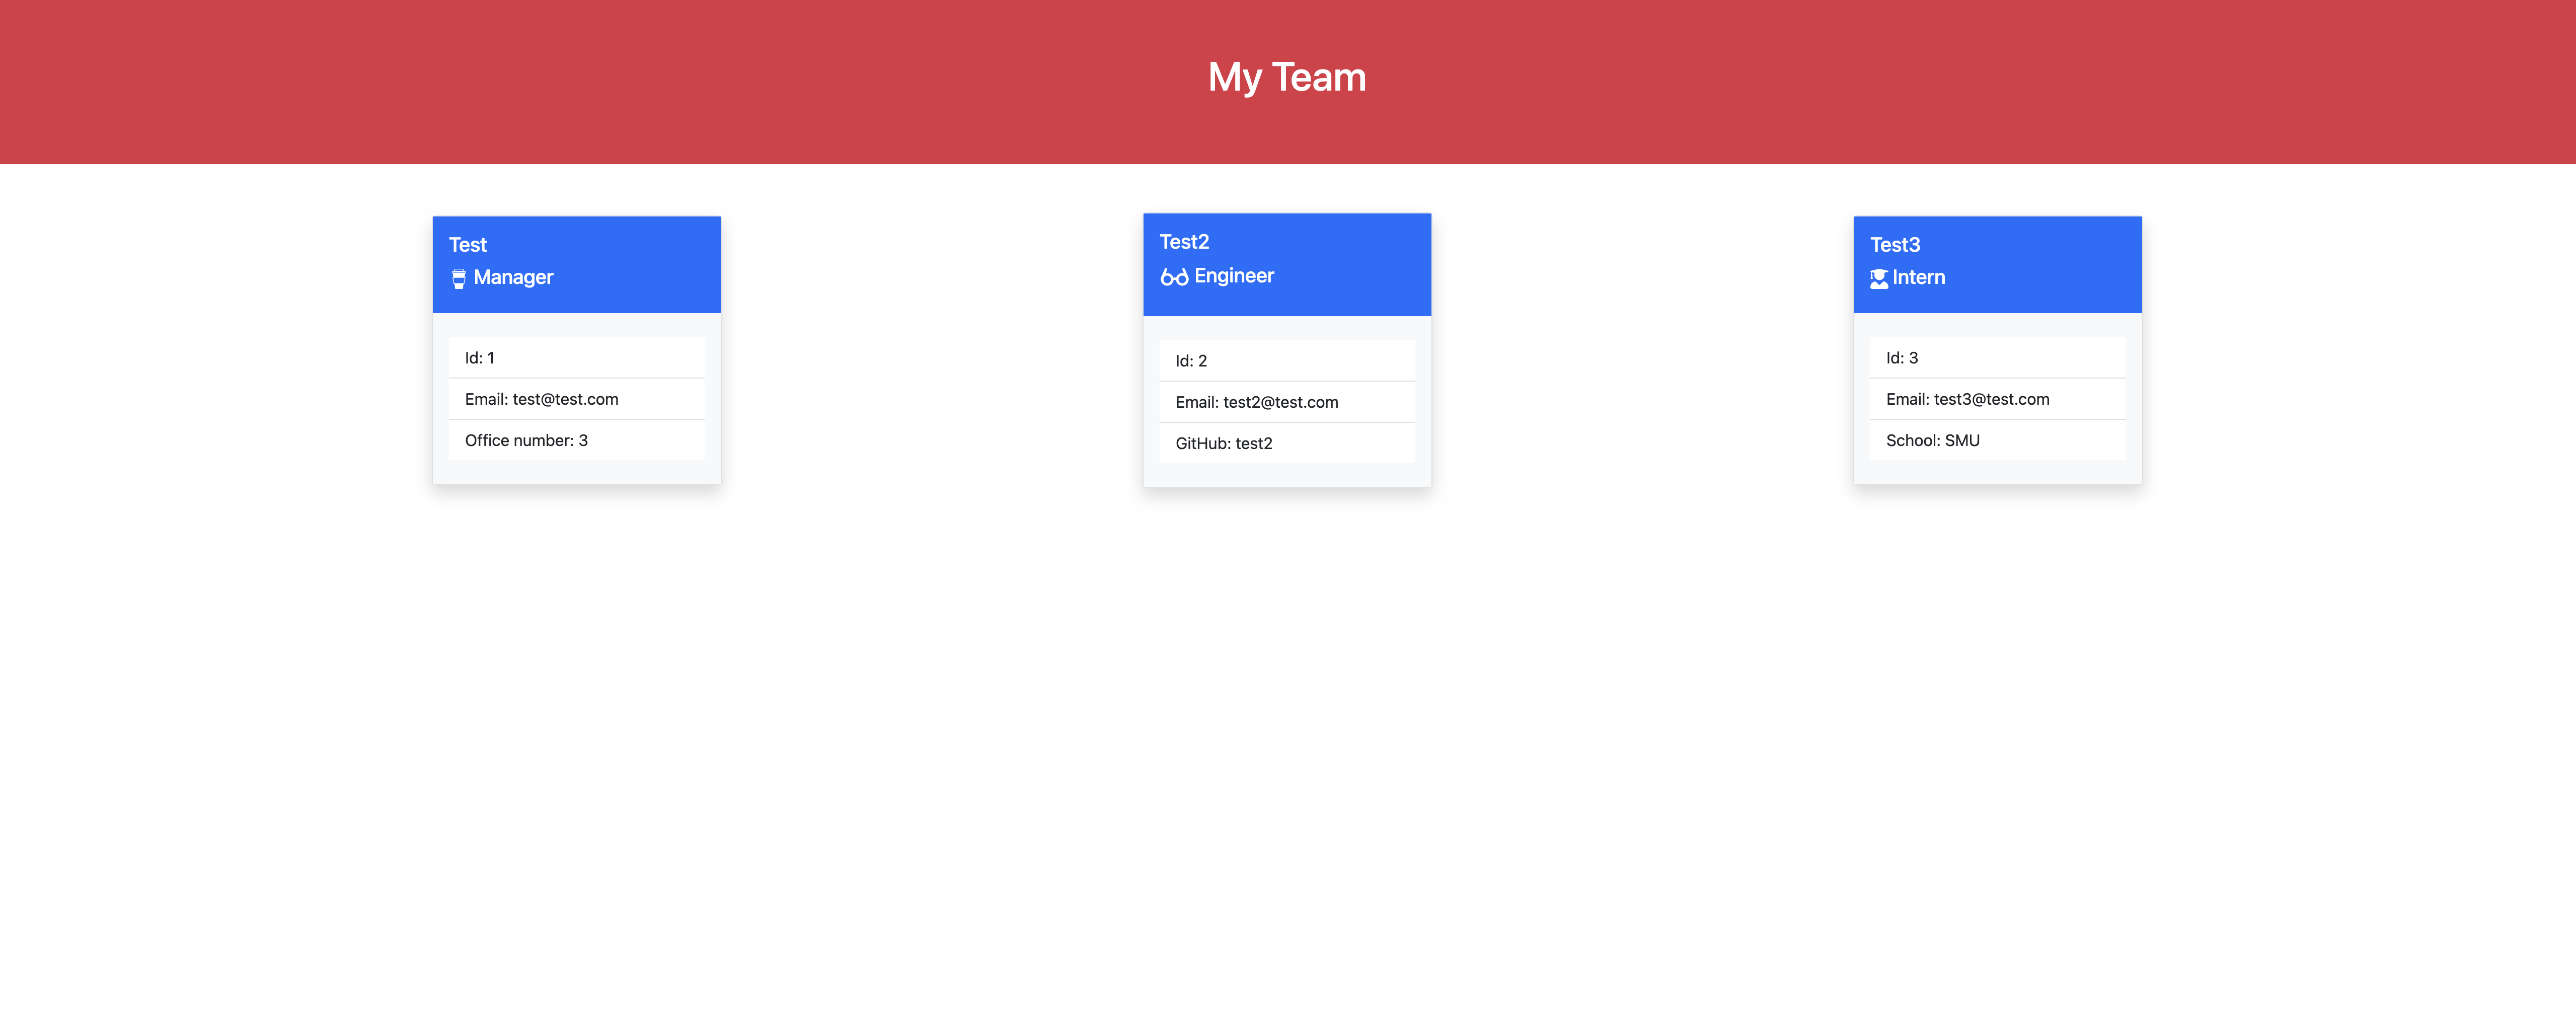 My Team
Test
Manager
Id: 1
Email: test@test.com
Office number: 3
Test2
Engineer
Id: 2
Email: test2@test.com
GitHub: test2
Test3
Intern
Id: 3
Email: test3@test.com
School: SMU